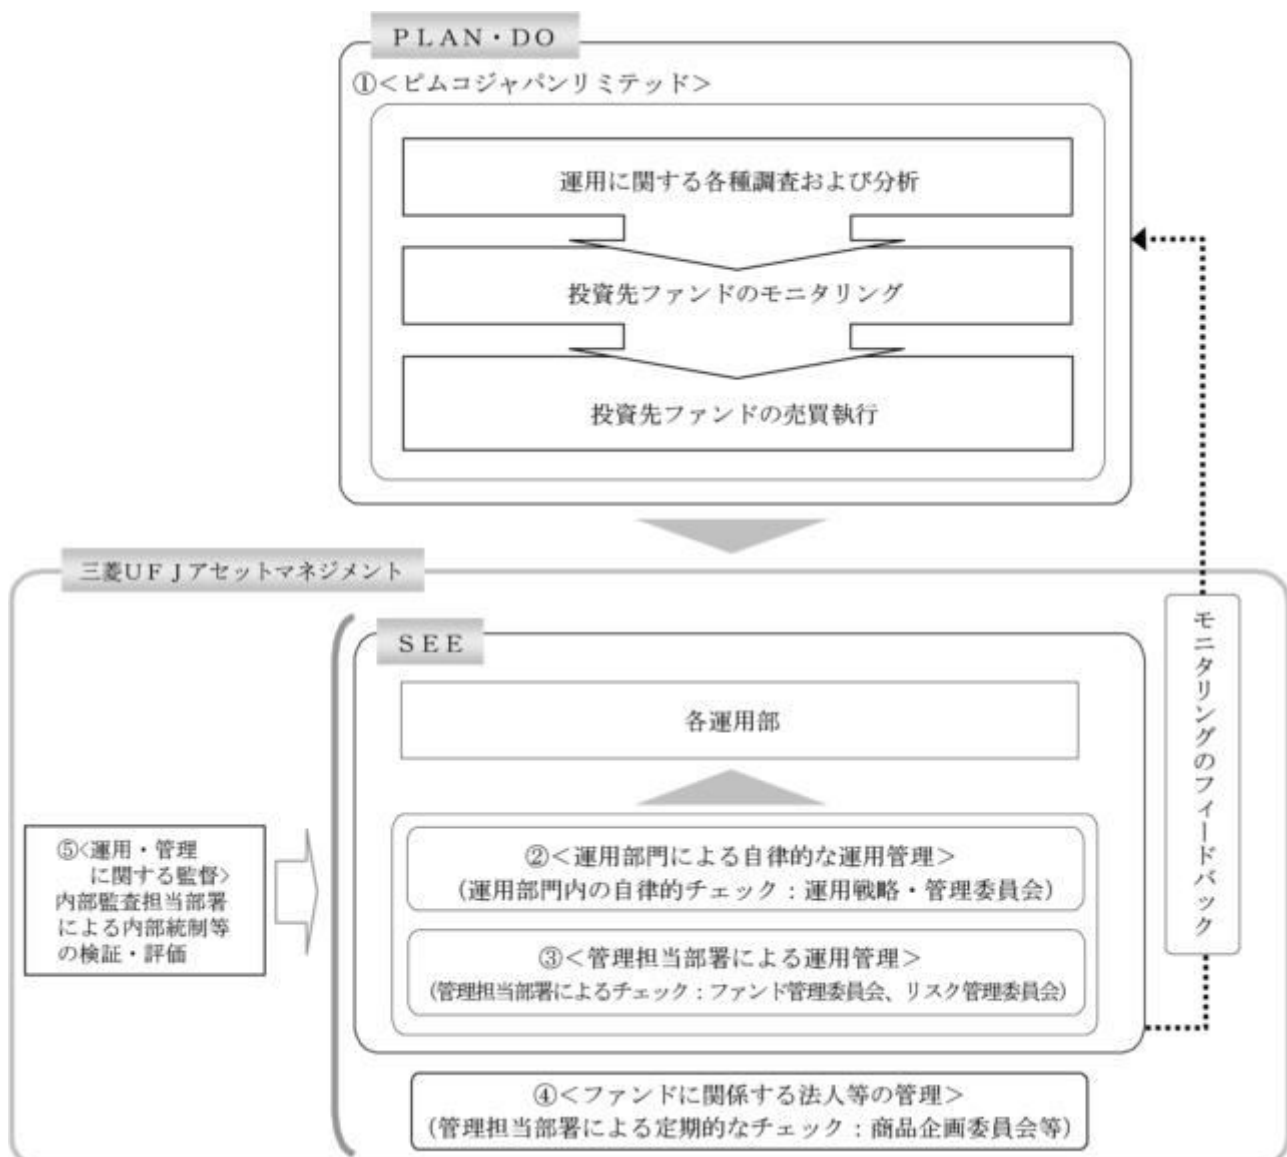 PLAN・DO
①<ピムコジャパンリミテッド>
運用に関する各種調査および分析
投資先ファンドのモニタリング
投資先ファンドの売買執行
三菱UFJアセットマネジメント
SEE
各運用部
②<運用部門による自律的な運用管理>
(運用部門内の自律的チェック:運用戦略・管理委員会)
③<管理担当部署による運用管理>
(管理担当部署によるチェック:ファンド管理委員会、リスク管理委員会)
④<ファンドに関係する法人等の管理>
(管理担当部署による定期的なチェック:商品企画委員会等)
⑤<運用・管理
に関する監督>
内部監査担当部署
による内部統制等
の検証・評価
モニタリングのフィードバック